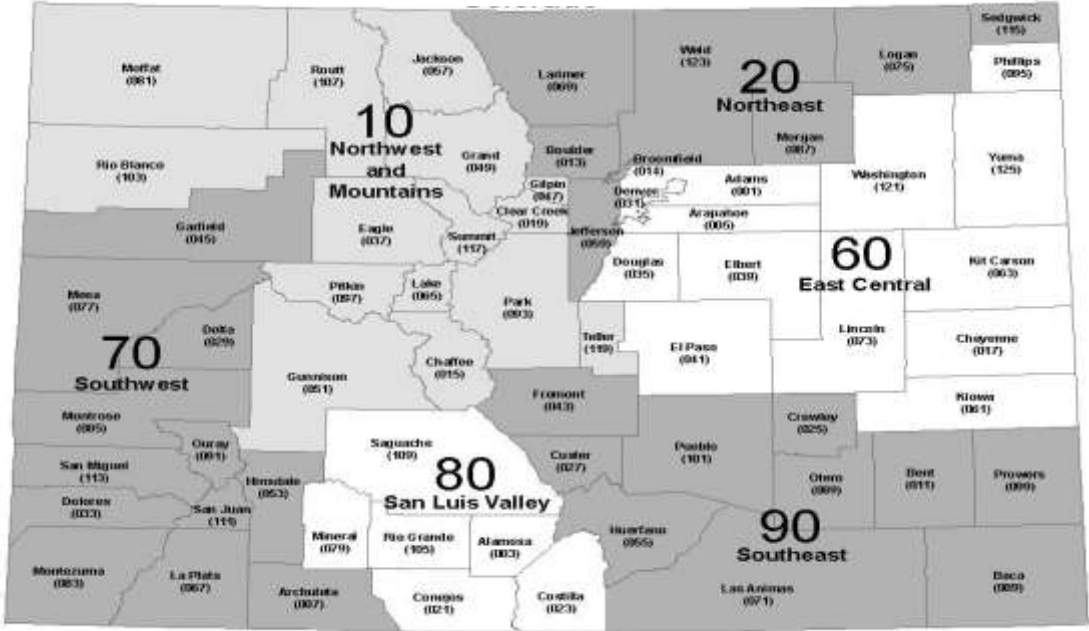 Sedgwick
(115)
Moffat
(081)
Routt
(107)
Jackson
(057)
Larimer
(069)
Weld
(123)
Logan
(075)
Phillips
(095)
20
Northeast
10
Northwest
and
Mountains
Rio Blanco
(103)
Grand
(049)
Boulder
(013)
Broomfield
(014)
Morgan
(087)
Washington
(121)
Yuma
(125)
Gilpin
(047)
Clear Creek
(019)
Denver
(031)
Adams
(001)
Arapahoe
(005)
Jefferson
(059)
Garfield
(045)
Eagle
(037)
Summit
(117)
Douglas
(035)
Elbert
(039)
60
East Central
Kit Carson
(063)
Mesa
(077)
Pitkin
(097)
Lake
(065)
Park
(093)
Delta
(029)
Teller
(119)
El Paso
(041)
Lincoln
(073)
Cheyenne
(017)
70
Southwest
Gunnison
(051)
Chaffee
(015)
Fremont
(043)
Kiowa
(061)
Montrose
(085)
Ouray
(091)
Saguache
(109)
Custer
(027)
Pueblo
(101)
Crowley
(025)
San Miguel
(113)
Hinsdale
(053)
80
San Luis Valley
Otero
(089)
Bent
(011)
Prowers
(099)
Dolores
(033)
San Juan
(111)
Mineral
(079)
Rio Grande
(105)
Alamosa
(003)
Huerfano
(055)
90
Southeast
Montezuma
(083)
La Plata
(067)
Archuleta
(007)
Conejos
(021)
Costilla
(023)
Las Animas
(071)
Baca
(009)